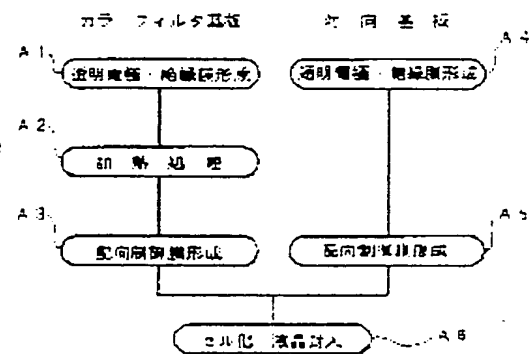 カラーフィルタ基板
対向基板
A1
透明電極・絶縁膜形成
A4
透明電極・絶縁膜形成
A2
加熱処理
A3
配向制御膜形成
A5
配向制御膜形成
セル化 液晶封入
A6